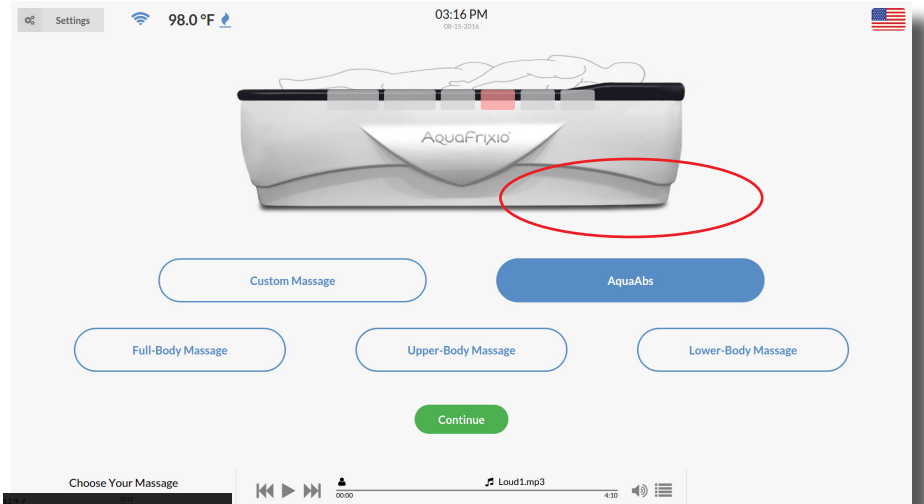 Settings
98.0 °F
03:16 PM
08-15-2016
AquaFrixio
Custom Massage
AquaAbs
Full-Body Massage
Upper-Body Massage
Lower-Body Massage
Continue
Choose Your Massage
Loud1.mp3
00:00
4:10